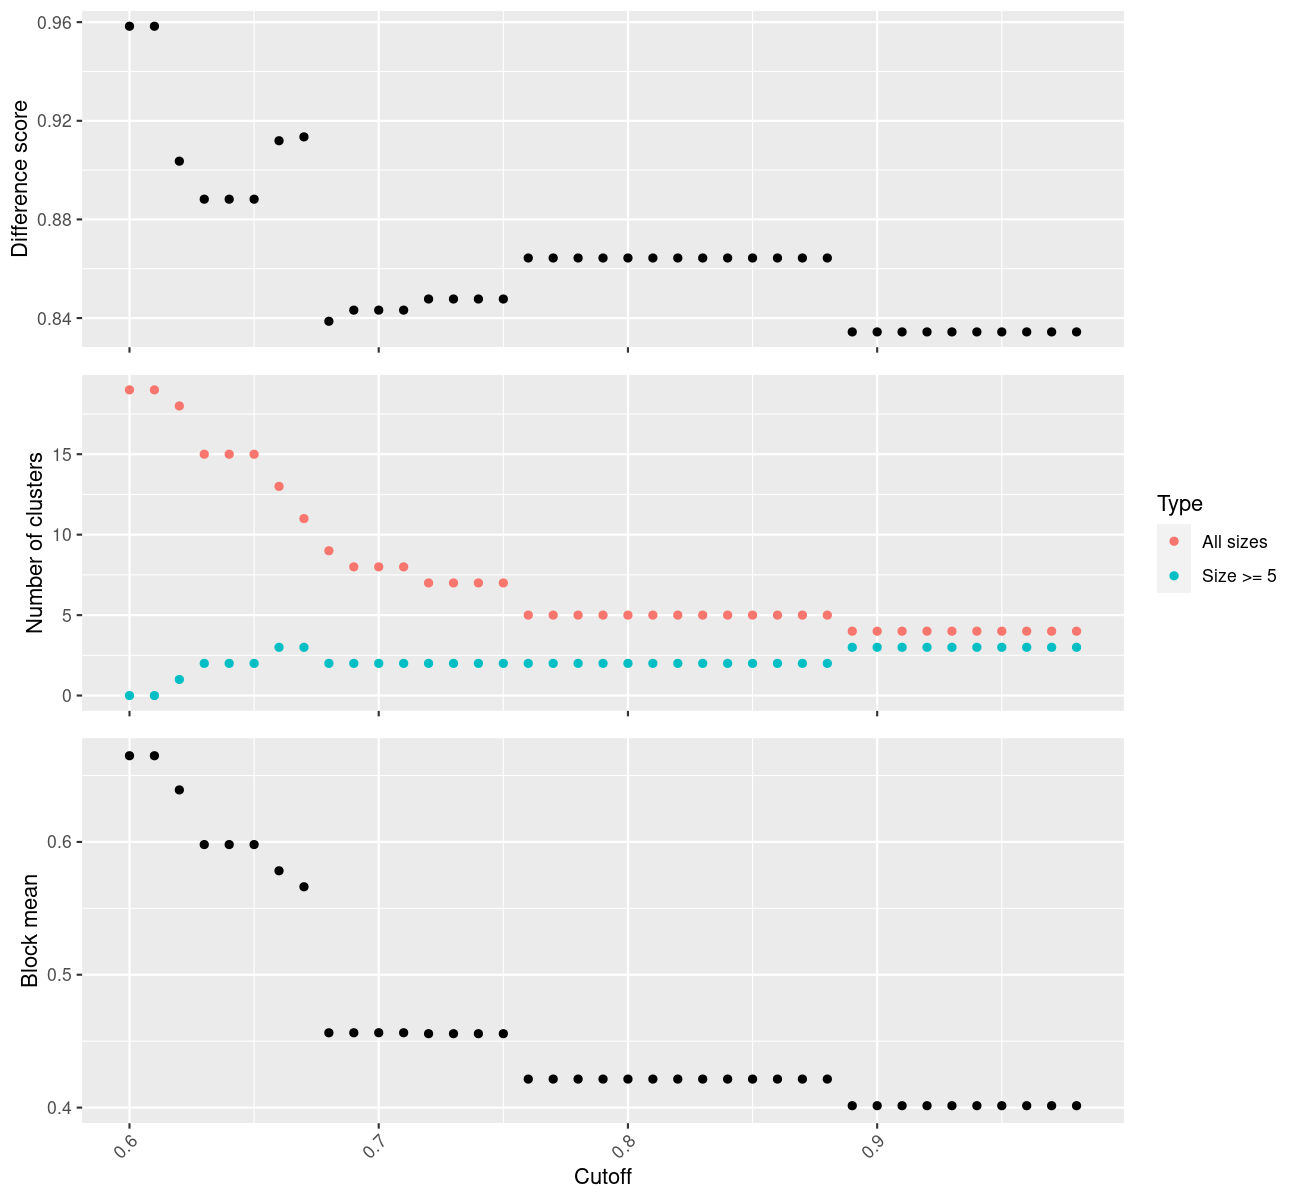 Difference score
0.96
0.92
0.88
0.84
Number of clusters
15
10
5
0
Type
All sizes
Size >= 5
Block mean
0.6
0.5
0.4
0.6
0.7
0.8
0.9
Cutoff